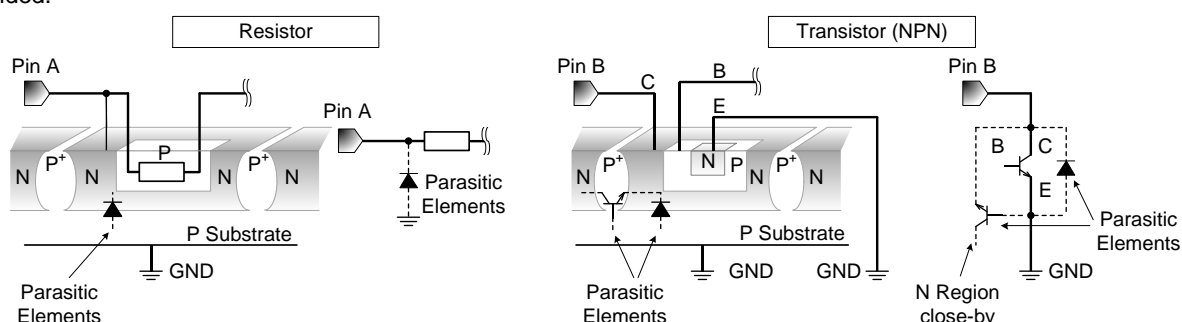 Resistor
Transistor (NPN)
Pin A
Pin A
N
P+
N
P
N
P+
N
Parasitic
Elements
P Substrate
GND
Parasitic
Elements
Pin B
C
B
E
N
P+
N
N
P
N
P+
N
P Substrate
GND
GND
Parasitic
Elements
Pin B
B
C
E
Parasitic
Elements
GND
N Region
close-by